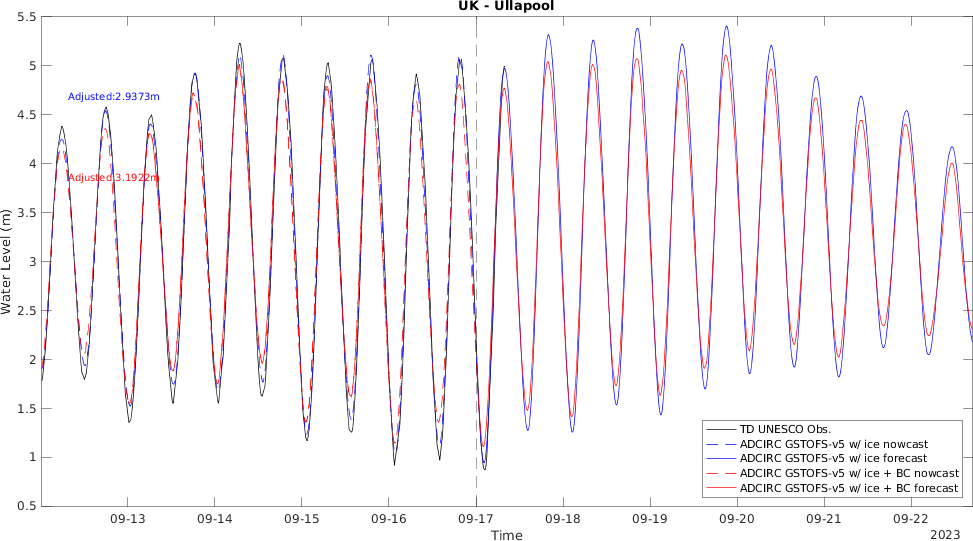 UK - Ullapool
5.5
5
4.5
4
3.5
3
2.5
2
1.5
1
0.5
Water Level (m)
Adjusted:2.9373m
Adjusted:3.1922m
TD UNESCO Obs.
ADCIRC GSTOFS-v5 w/ ice nowcast
ADCIRC GSTOFS-v5 w/ ice forecast
ADCIRC GSTOFS-v5 w/ ice + BC nowcast
ADCIRC GSTOFS-v5 w/ ice + BC forecast
09-13 09-14 09-15 09-16 09-17 09-18 09-19 09-20 09-21 09-22
Time
2023